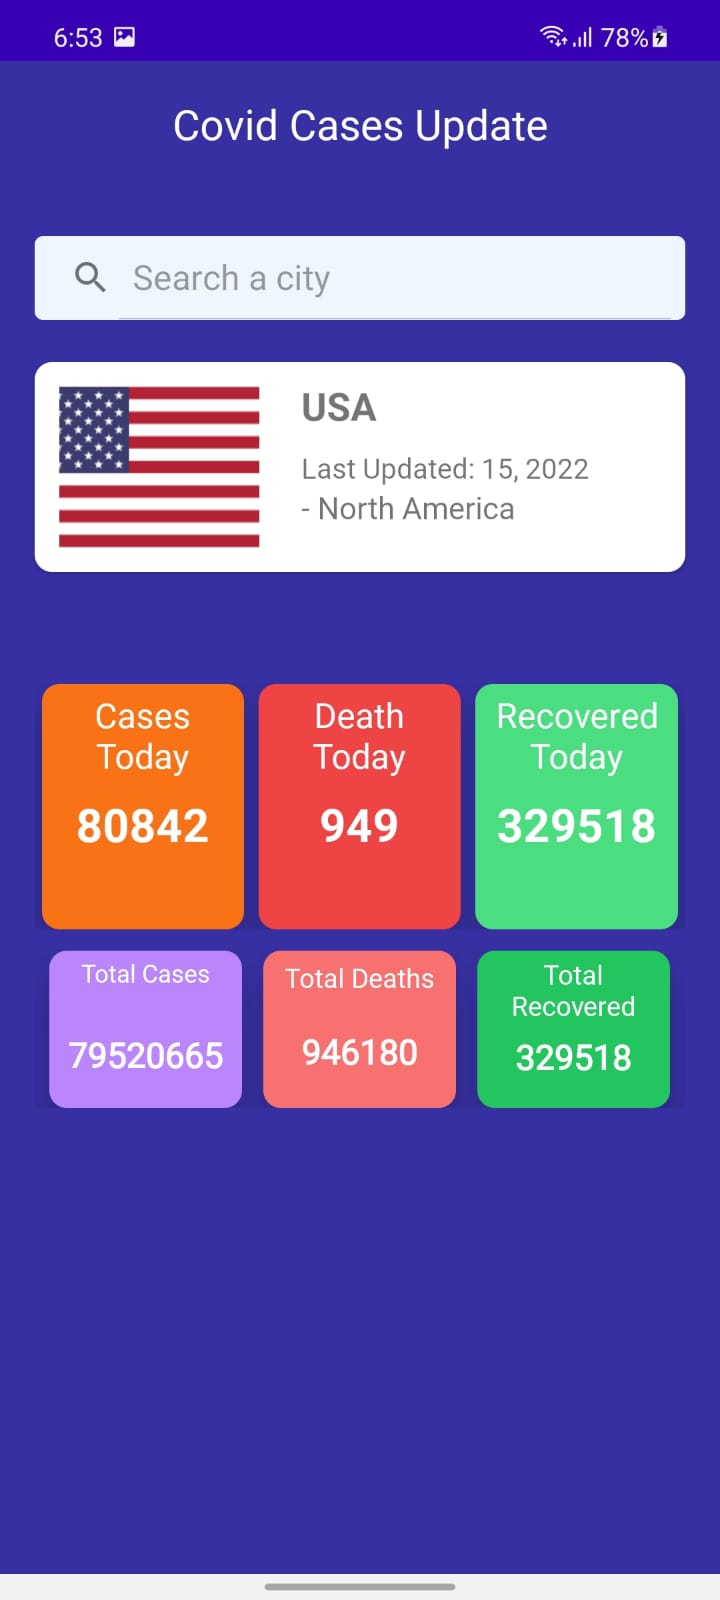 6:53 78%
Covid Cases Update
Search a city
USA
Last Updated: 15, 2022
- North America
Cases
Today
80842
Death
Today
949
Recovered
Today
329518
Total Cases
79520665
Total Deaths
946180
Total
Recovered
329518